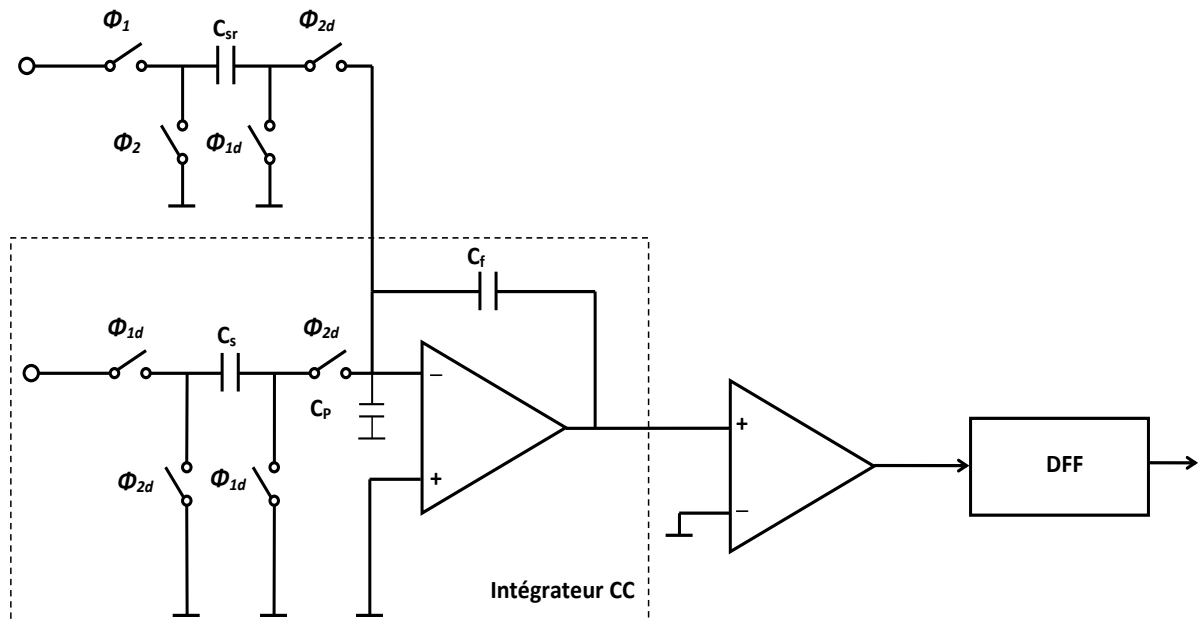 Φ1 Csr Φ2d
Φ2 Φ1d
Cf
Φ1d Cs Φ2d
CP
−
+
Φ2d Φ1d
+
−
DFF
Intégrateur CC